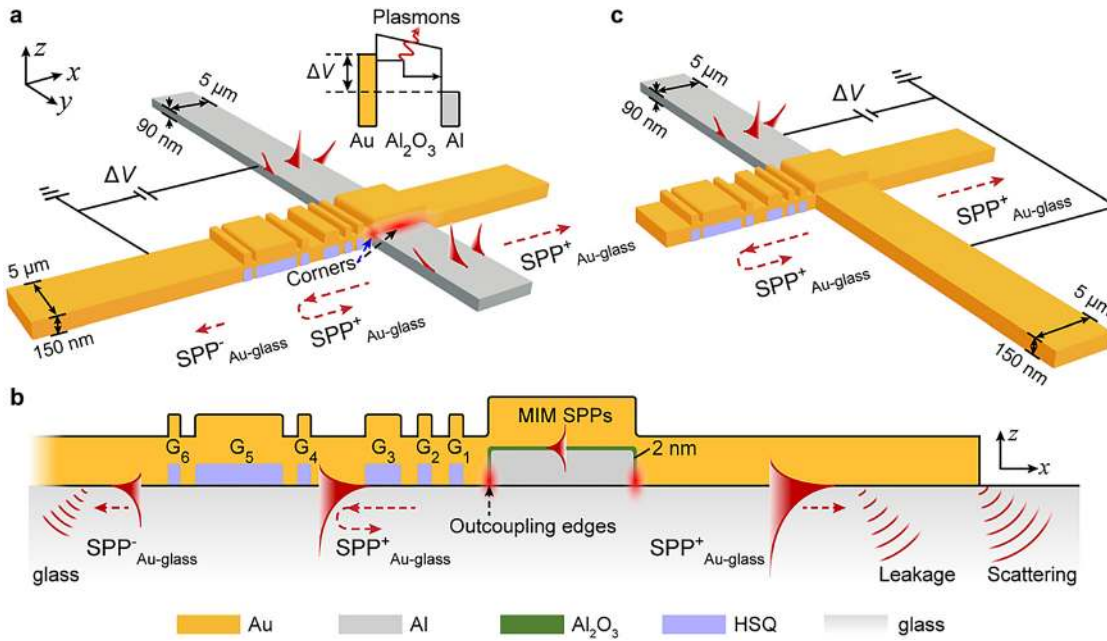 a
z
x
y
5 µm
90 nm
Plasmons
ΔV
Au Al₂O₃ Al
ΔV
Corners
SPP⁺ Au-glass
SPP⁺ Au-glass
SPP⁻ Au-glass
5 µm
150 nm
c
5 µm
90 nm
ΔV
SPP⁺ Au-glass
SPP⁺ Au-glass
5 µm
150 nm
b
MIM SPPs
G₆ G₅ G₄ G₃ G₂ G₁
2 nm
z
x
Outcoupling edges
SPP⁻ Au-glass
SPP⁺ Au-glass
SPP⁺ Au-glass
glass
Leakage
Scattering
Au Al Al₂O₃ HSQ glass